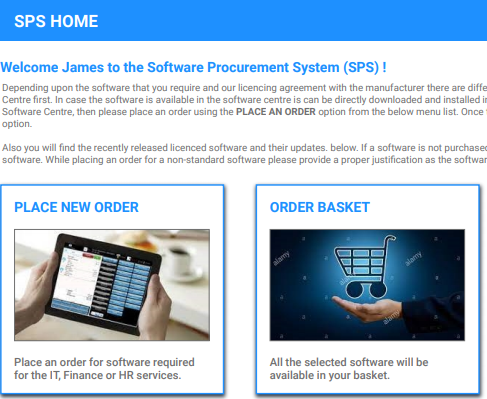 SPS HOME
Welcome James to the Software Procurement System (SPS) !
Depending upon the software that you require and our licencing agreement with the manufacturer there are diffe
Centre first. In case the software is available in the software centre is can be directly downloaded and installed i
Software Centre, then please place an order using the PLACE AN ORDER option from the below menu list. Once
option.
Also you will find the recently released licenced software and their updates. below. If a software is not purchased
software. While placing an order for a non-standard software please provide a proper justification as the softwar
PLACE NEW ORDER
Place an order for software required
for the IT, Finance or HR services.
ORDER BASKET
alamy
alamy
alamy
All the selected software will be
available in your basket.